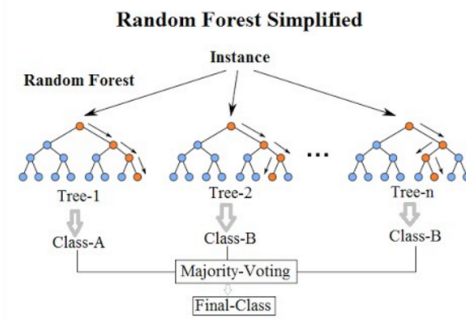 Random Forest Simplified
Instance
Random Forest
...
Tree-1
Tree-2
Tree-n
Class-A
Class-B
Class-B
Majority-Voting
Final-Class